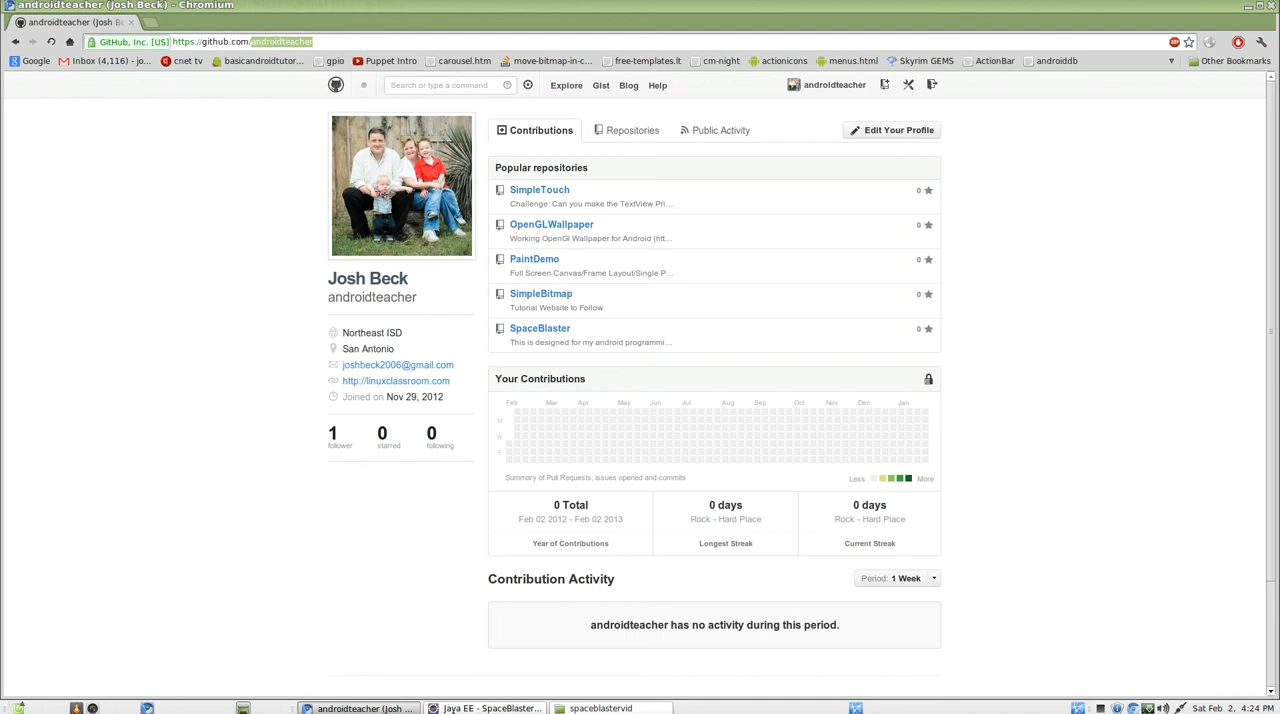 androidteacher (Josh Beck) - Chromium
androidteacher (Josh Be
GitHub, Inc. [US] https://github.com/androidteacher
Google Inbox (4,116) - jo... cnet tv basicandroidtutor... gpio Puppet Intro carousel.htm move-bitmap-in-c... free-templates.lt cm-night actionicons menus.html Skyrim GEMS ActionBar androiddb Other Bookmarks
Search or type a command Explore Gist Blog Help androidteacher
Contributions Repositories Public Activity Edit Your Profile
Popular repositories
SimpleTouch 0
Challenge: Can you make the TextView Pri...
OpenGLWallpaper 0
Working OpenGl Wallpaper for Android (htt...
PaintDemo 0
Full Screen Canvas/Frame Layout/Single P...
SimpleBitmap 0
Tutorial Website to Follow
SpaceBlaster 0
This is designed for my android programmi...
Josh Beck
androidteacher
Northeast ISD
San Antonio
joshbeck2006@gmail.com
http://linuxclassroom.com
Joined on Nov 29, 2012
1 0 0
follower starred following
Your Contributions
Feb Mar Apr May Jun Jul Aug Sep Oct Nov Dec Jan
M
W
F
Summary of Pull Requests, issues opened and commits Less More
0 Total 0 days 0 days
Feb 02 2012 - Feb 02 2013 Rock - Hard Place Rock - Hard Place
Year of Contributions Longest Streak Current Streak
Contribution Activity Period: 1 Week
androidteacher has no activity during this period.
androidteacher (Josh ... Java EE - SpaceBlaster... spaceblastervid Sat Feb 2, 4:24 PM